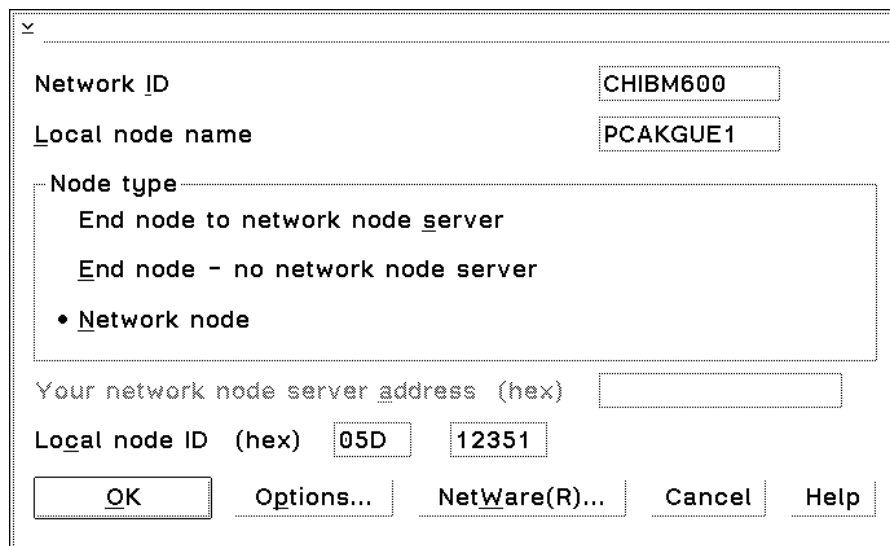 Network ID CHIBM600
Local node name PCAKGUE1
Node type
End node to network node server
End node - no network node server
Network node
Your network node server address (hex)
Local node ID (hex) 05D 12351
OK Options... NetWare(R)... Cancel Help